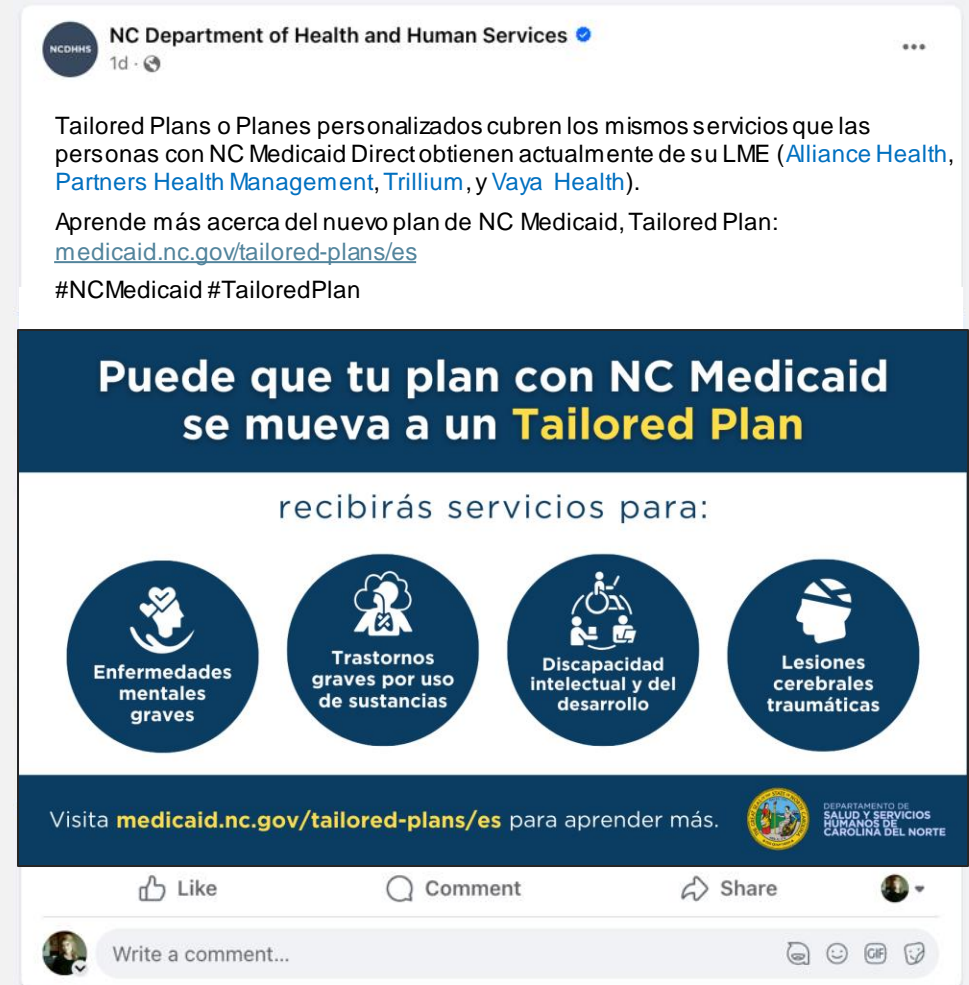 NCDHHS
NC Department of Health and Human Services
1d
Tailored Plans o Planes personalizados cubren los mismos servicios que las
personas con NC Medicaid Direct obtienen actualmente de su LME (Alliance Health,
Partners Health Management, Trillium, y Vaya Health).
Aprende más acerca del nuevo plan de NC Medicaid, Tailored Plan:
medicaid.nc.gov/tailored-plans/es
#NCMedicaid #TailoredPlan
Puede que tu plan con NC Medicaid
se mueva a un Tailored Plan
recibirás servicios para:
Enfermedades
mentales
graves
Trastornos
graves por uso
de sustancias
Discapacidad
intelectual y del
desarrollo
Lesiones
cerebrales
traumáticas
Visita medicaid.nc.gov/tailored-plans/es para aprender más.
DEPARTAMENTO DE
SALUD Y SERVICIOS
HUMANOS DE
CAROLINA DEL NORTE
Like
Comment
Share
Write a comment...
GIF